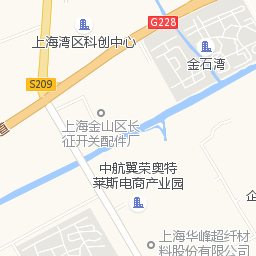 G228
上海湾区科创中心
金石湾
S209
道
上海金山区长
征开关配件厂
中航翼荣奥特
莱斯电商产业园
企
上海华峰超纤材
料股份有限公司